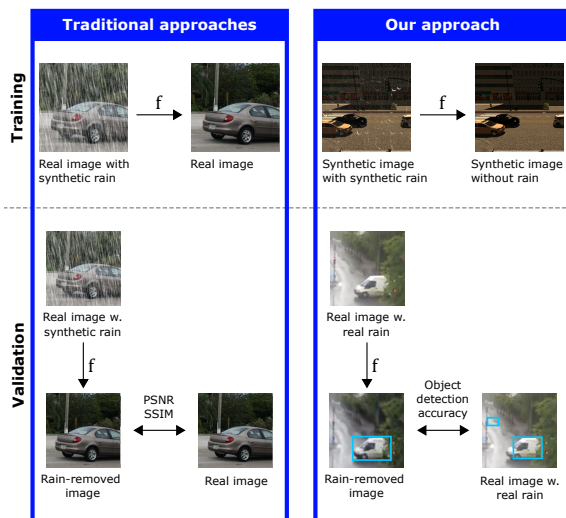 Traditional approaches
Our approach
Training
f
f
Real image with
synthetic rain
Real image
Synthetic image
with synthetic rain
Synthetic image
without rain
Validation
Real image w.
synthetic rain
Real image w.
real rain
f
f
PSNR
SSIM
Object
detection
accuracy
Rain-removed
image
Real image
Rain-removed
image
Real image w.
real rain